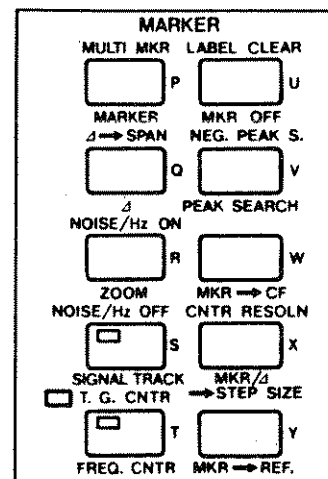 MARKER
MULTI MKR LABEL CLEAR
P U
MARKER MKR OFF
⊿→SPAN NEG. PEAK S.
Q V
⊿ PEAK SEARCH
NOISE/Hz ON
R W
ZOOM MKR→CF
NOISE/Hz OFF CNTR RESOLN
S X
SIGNAL TRACK MKR/⊿
T. G. CNTR →STEP SIZE
T Y
FREQ. CNTR MKR→REF.